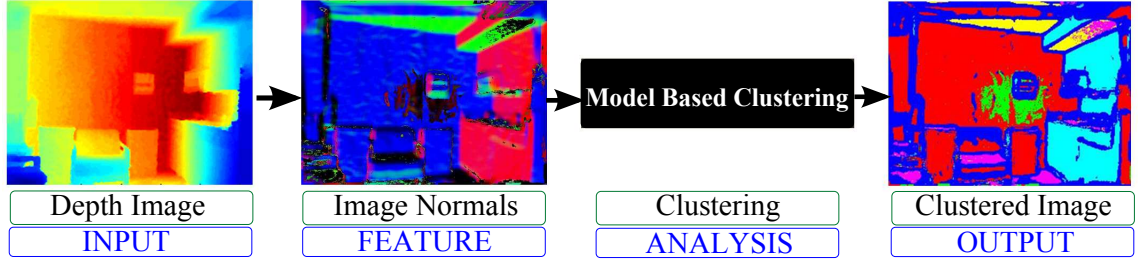 Model Based Clustering
Depth Image
Image Normals
Clustering
Clustered Image
INPUT
FEATURE
ANALYSIS
OUTPUT